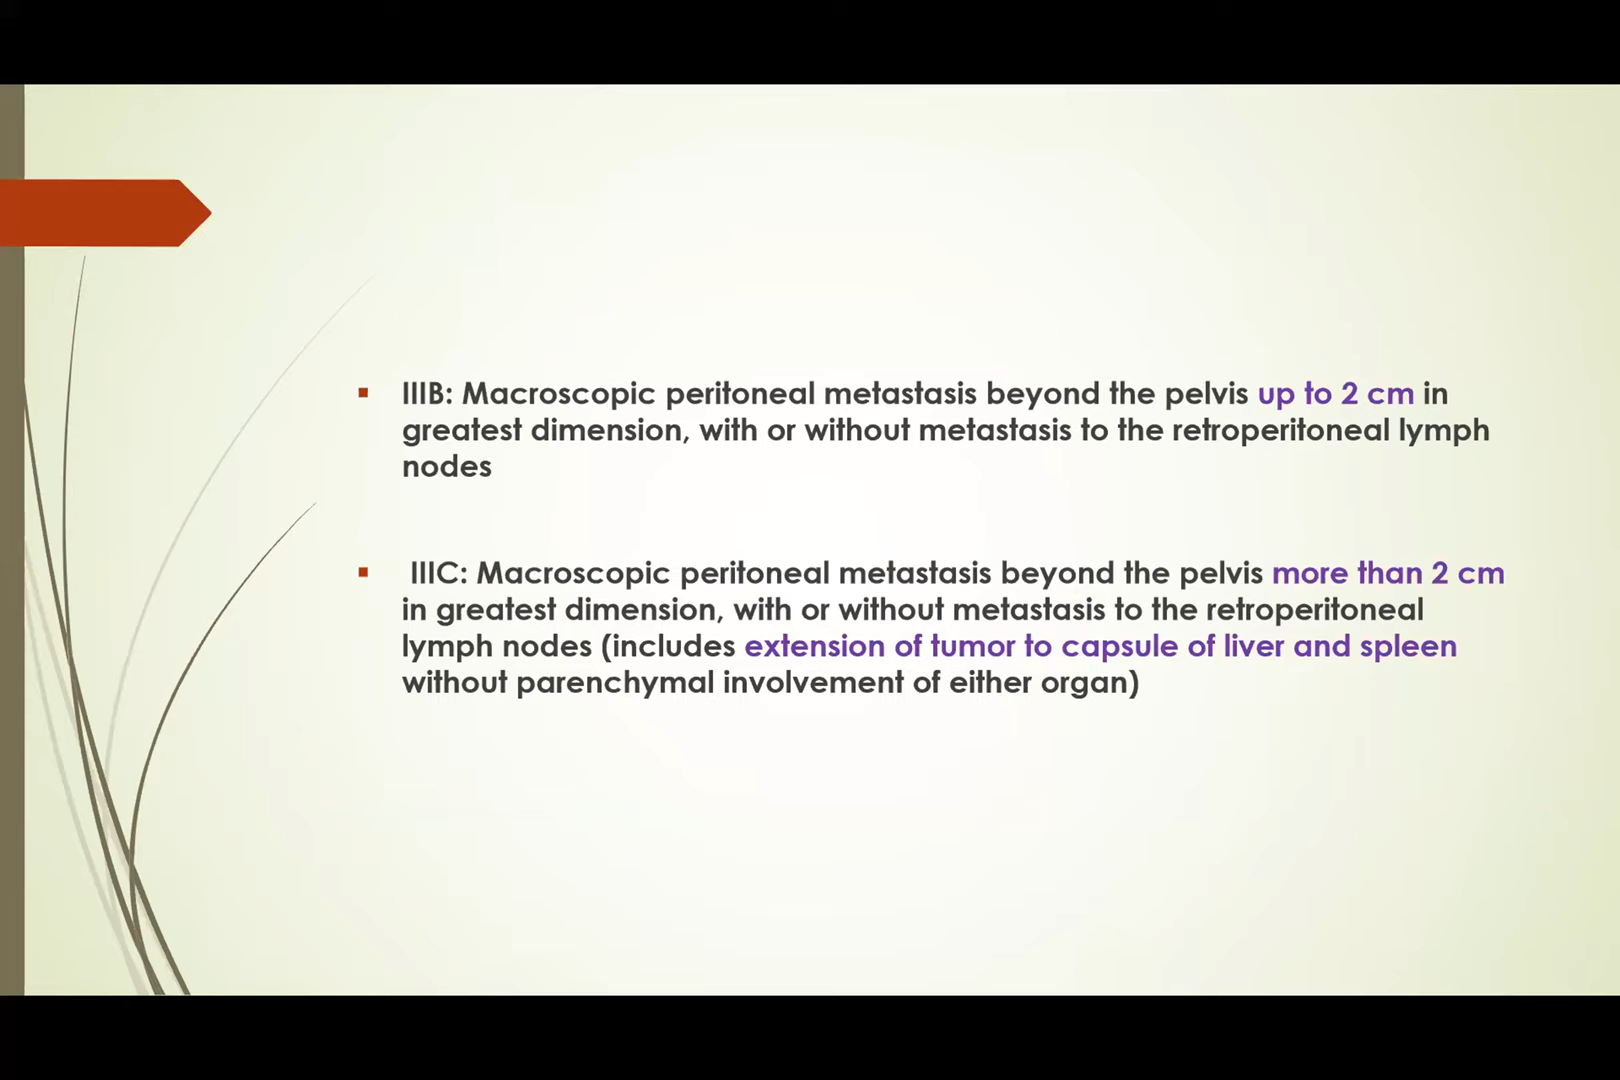 IIIB: Macroscopic peritoneal metastasis beyond the pelvis up to 2 cm in
greatest dimension, with or without metastasis to the retroperitoneal lymph
nodes
IIIC: Macroscopic peritoneal metastasis beyond the pelvis more than 2 cm
in greatest dimension, with or without metastasis to the retroperitoneal
lymph nodes (includes extension of tumor to capsule of liver and spleen
without parenchymal involvement of either organ)